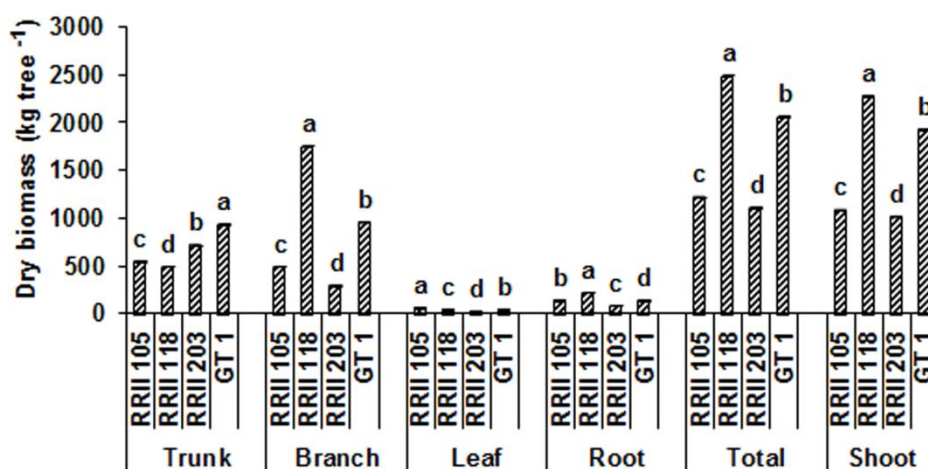 Dry biomass (kg tree -1)
3000
2500
2000
1500
1000
500
0
c d b a
c a d b
a c d b
b a c d
c a d b
c a d b
RRII 105
RRII 118
RRII 203
GT 1
RRII 105
RRII 118
RRII 203
GT 1
RRII 105
RRII 118
RRII 203
GT 1
RRII 105
RRII 118
RRII 203
GT 1
RRII 105
RRII 118
RRII 203
GT 1
RRII 105
RRII 118
RRII 203
GT 1
Trunk Branch Leaf Root Total Shoot